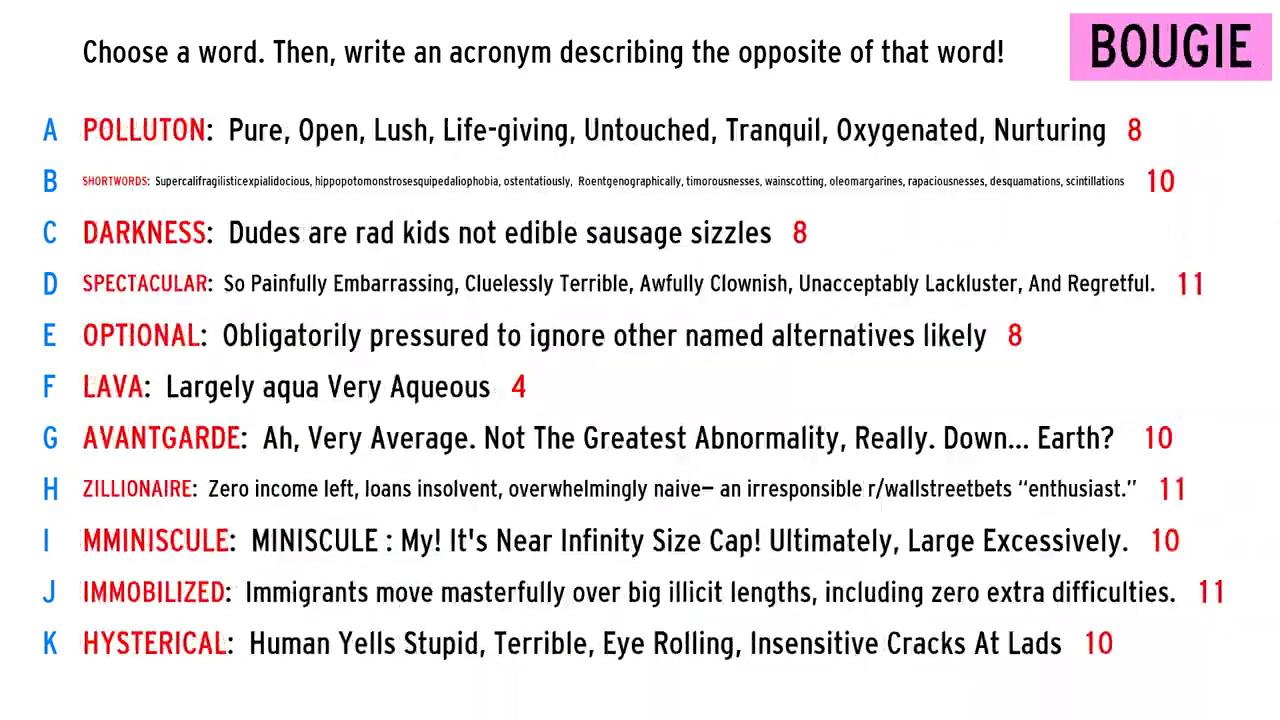 Choose a word. Then, write an acronym describing the opposite of that word!
BOUGIE
A POLLUTON: Pure, Open, Lush, Life-giving, Untouched, Tranquil, Oxygenated, Nurturing 8
B SHORTWORDS: Supercalifragilisticexpialidocious, hippopotomonstrosesquipedaliophobia, ostentatiously, Roentgenographically, timorousnesses, wainscotting, oleomargarines, rapaciousnesses, desquamations, scintillations 10
C DARKNESS: Dudes are rad kids not edible sausage sizzles 8
D SPECTACULAR: So Painfully Embarrassing, Cluelessly Terrible, Awfully Clownish, Unacceptably Lackluster, And Regretful. 11
E OPTIONAL: Obligatorily pressured to ignore other named alternatives likely 8
F LAVA: Largely aqua Very Aqueous 4
G AVANTGARDE: Ah, Very Average. Not The Greatest Abnormality, Really. Down... Earth? 10
H ZILLIONAIRE: Zero income left, loans insolvent, overwhelmingly naive— an irresponsible r/wallstreetbets “enthusiast.” 11
I MMINISCULE: MINISCULE : My! It's Near Infinity Size Cap! Ultimately, Large Excessively. 10
J IMMOBILIZED: Immigrants move masterfully over big illicit lengths, including zero extra difficulties. 11
K HYSTERICAL: Human Yells Stupid, Terrible, Eye Rolling, Insensitive Cracks At Lads 10